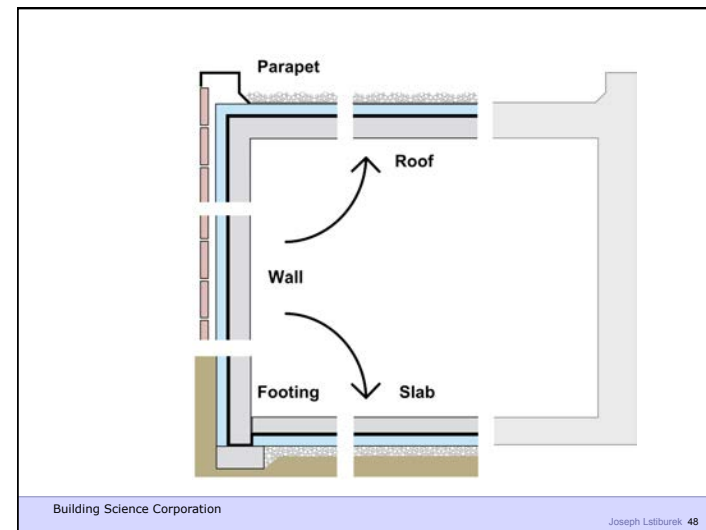 Parapet
Roof
Wall
Footing Slab
Building Science Corporation
Joseph Lstiburek 48